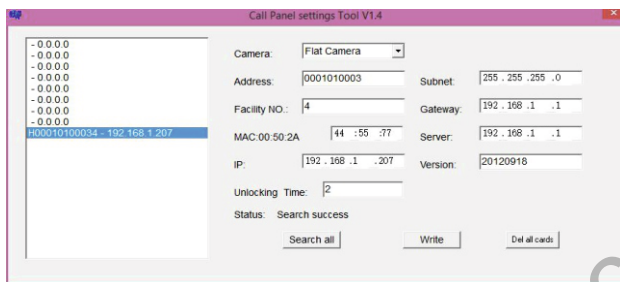 Call Panel settings Tool V1.4
- 0.0.0.0
- 0.0.0.0
- 0.0.0.0
- 0.0.0.0
- 0.0.0.0
- 0.0.0.0
- 0.0.0.0
- 0.0.0.0
H00010100034 - 192.168.1.207
Camera: Flat Camera
Address: 0001010003 Subnet: 255 . 255 .255 .0
Facility NO.: 4 Gateway: 192 . 168 .1 .1
MAC:00:50:2A 44 :55 :77 Server: 192 . 168 .1 .1
IP: 192 . 168 .1 .207 Version: 20120918
Unlocking Time: 2
Status: Search success
Search all Write Del all cards